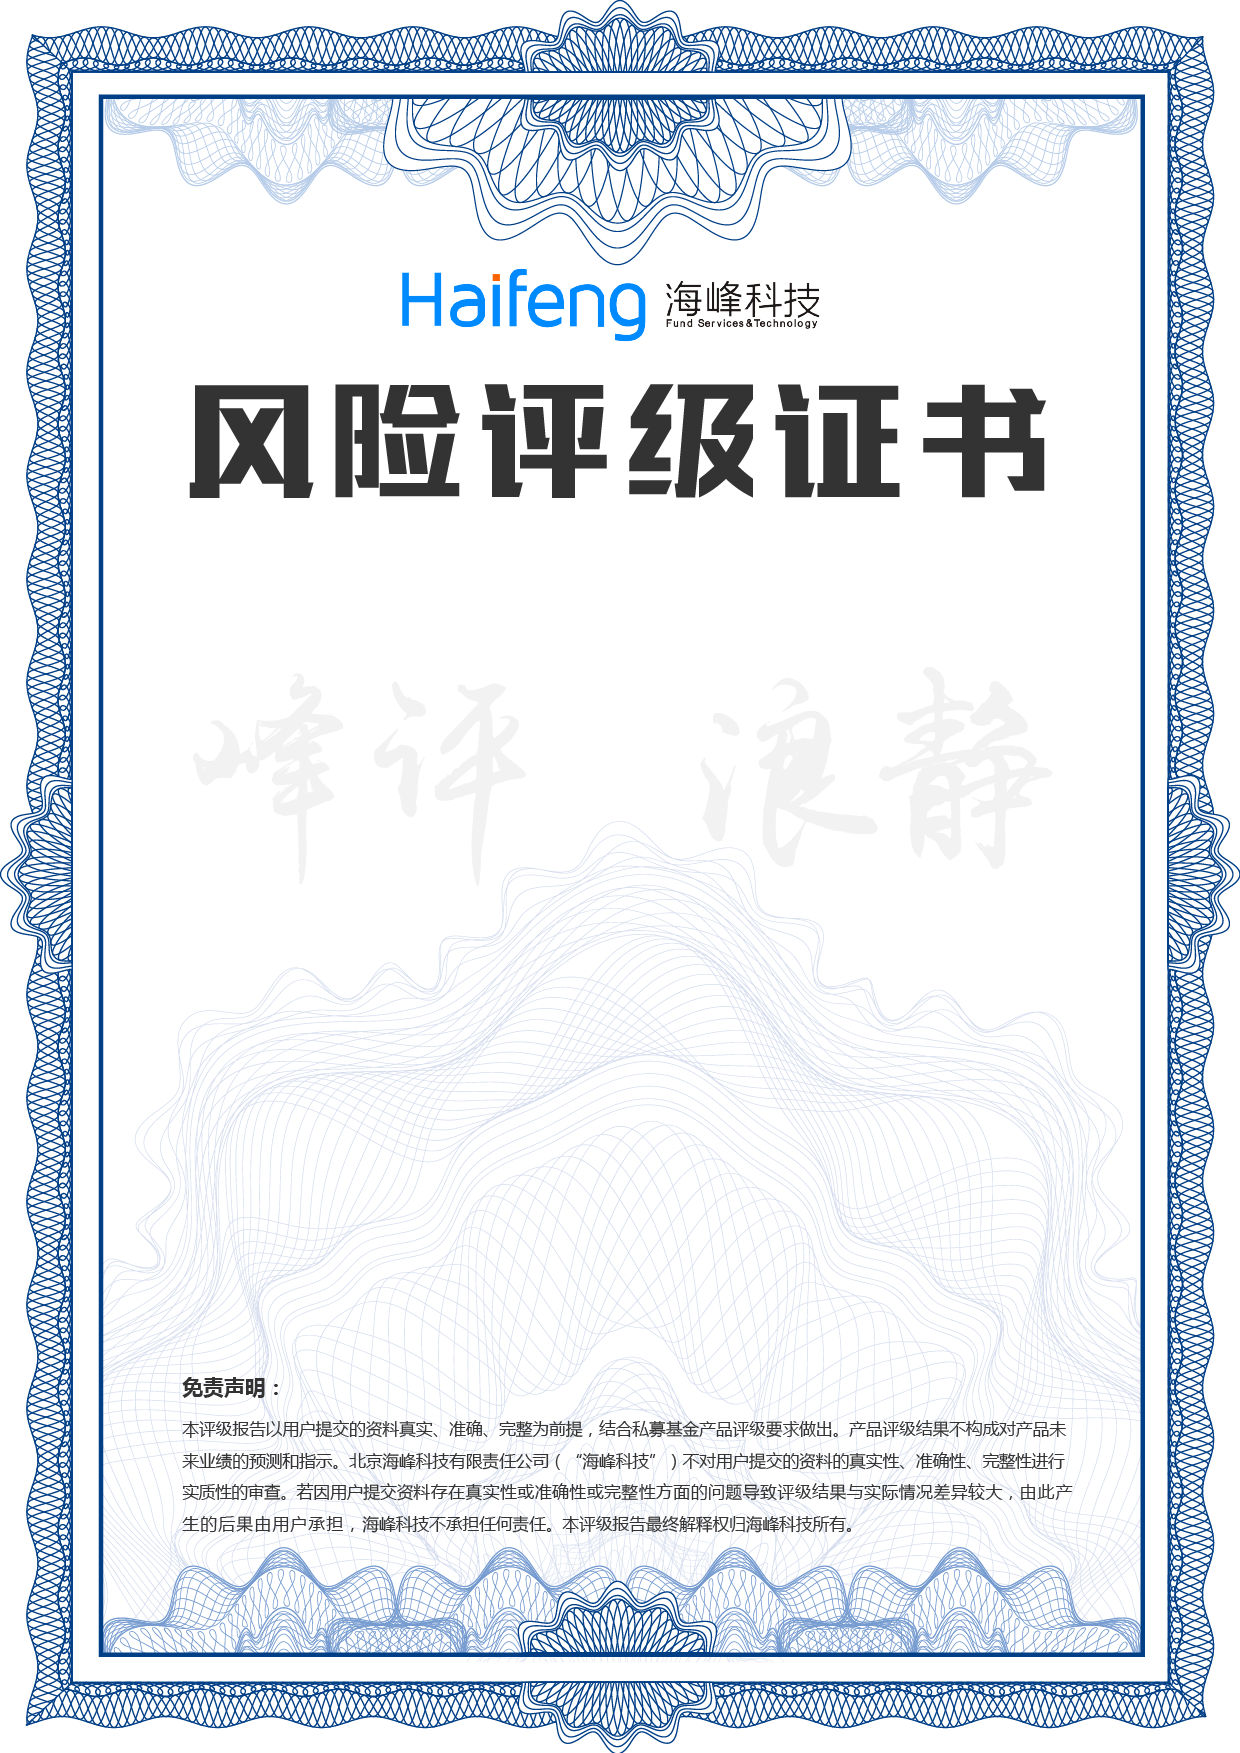 Haifeng 海峰科技
Fund Services&Technology
风险评级证书
峰评 浪静
免责声明：
本评级报告以用户提交的资料真实、准确、完整为前提，结合私募基金产品评级要求做出。产品评级结果不构成对产品未
来业绩的预测和指示。北京海峰科技有限责任公司（“海峰科技”）不对用户提交的资料的真实性、准确性、完整性进行
实质性的审查。若因用户提交资料存在真实性或准确性或完整性方面的问题导致评级结果与实际情况差异较大，由此产
生的后果由用户承担，海峰科技不承担任何责任。本评级报告最终解释权归海峰科技所有。